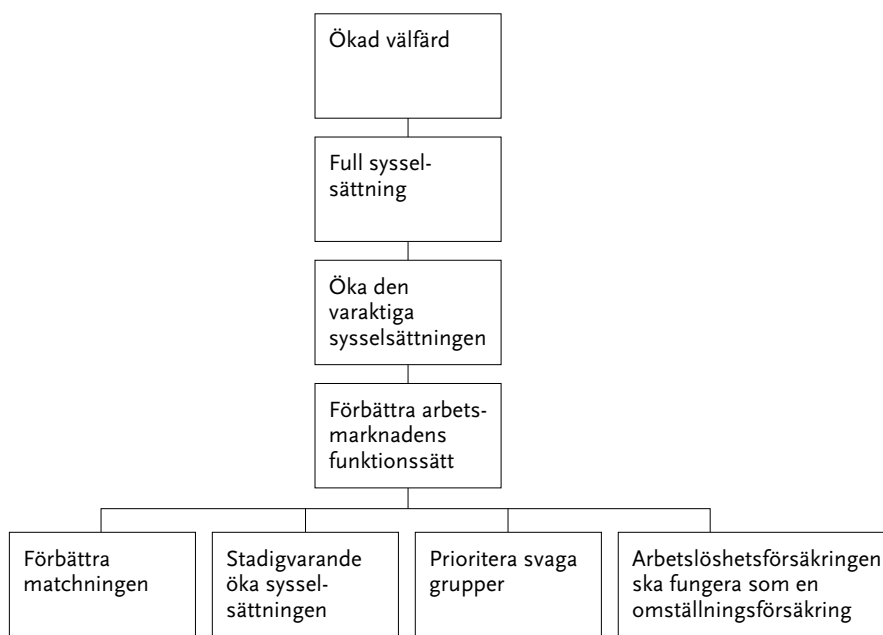 Ökad välfärd
Full syssel-
sättning
Öka den
varaktiga
sysselsättningen
Förbättra arbets-
marknadens
funktionssätt
Förbättra
matchningen
Stadigvarande
öka syssel-
sättningen
Prioritera svaga
grupper
Arbetslöshetsförsäkringen
ska fungera som en
omställningsförsäkring